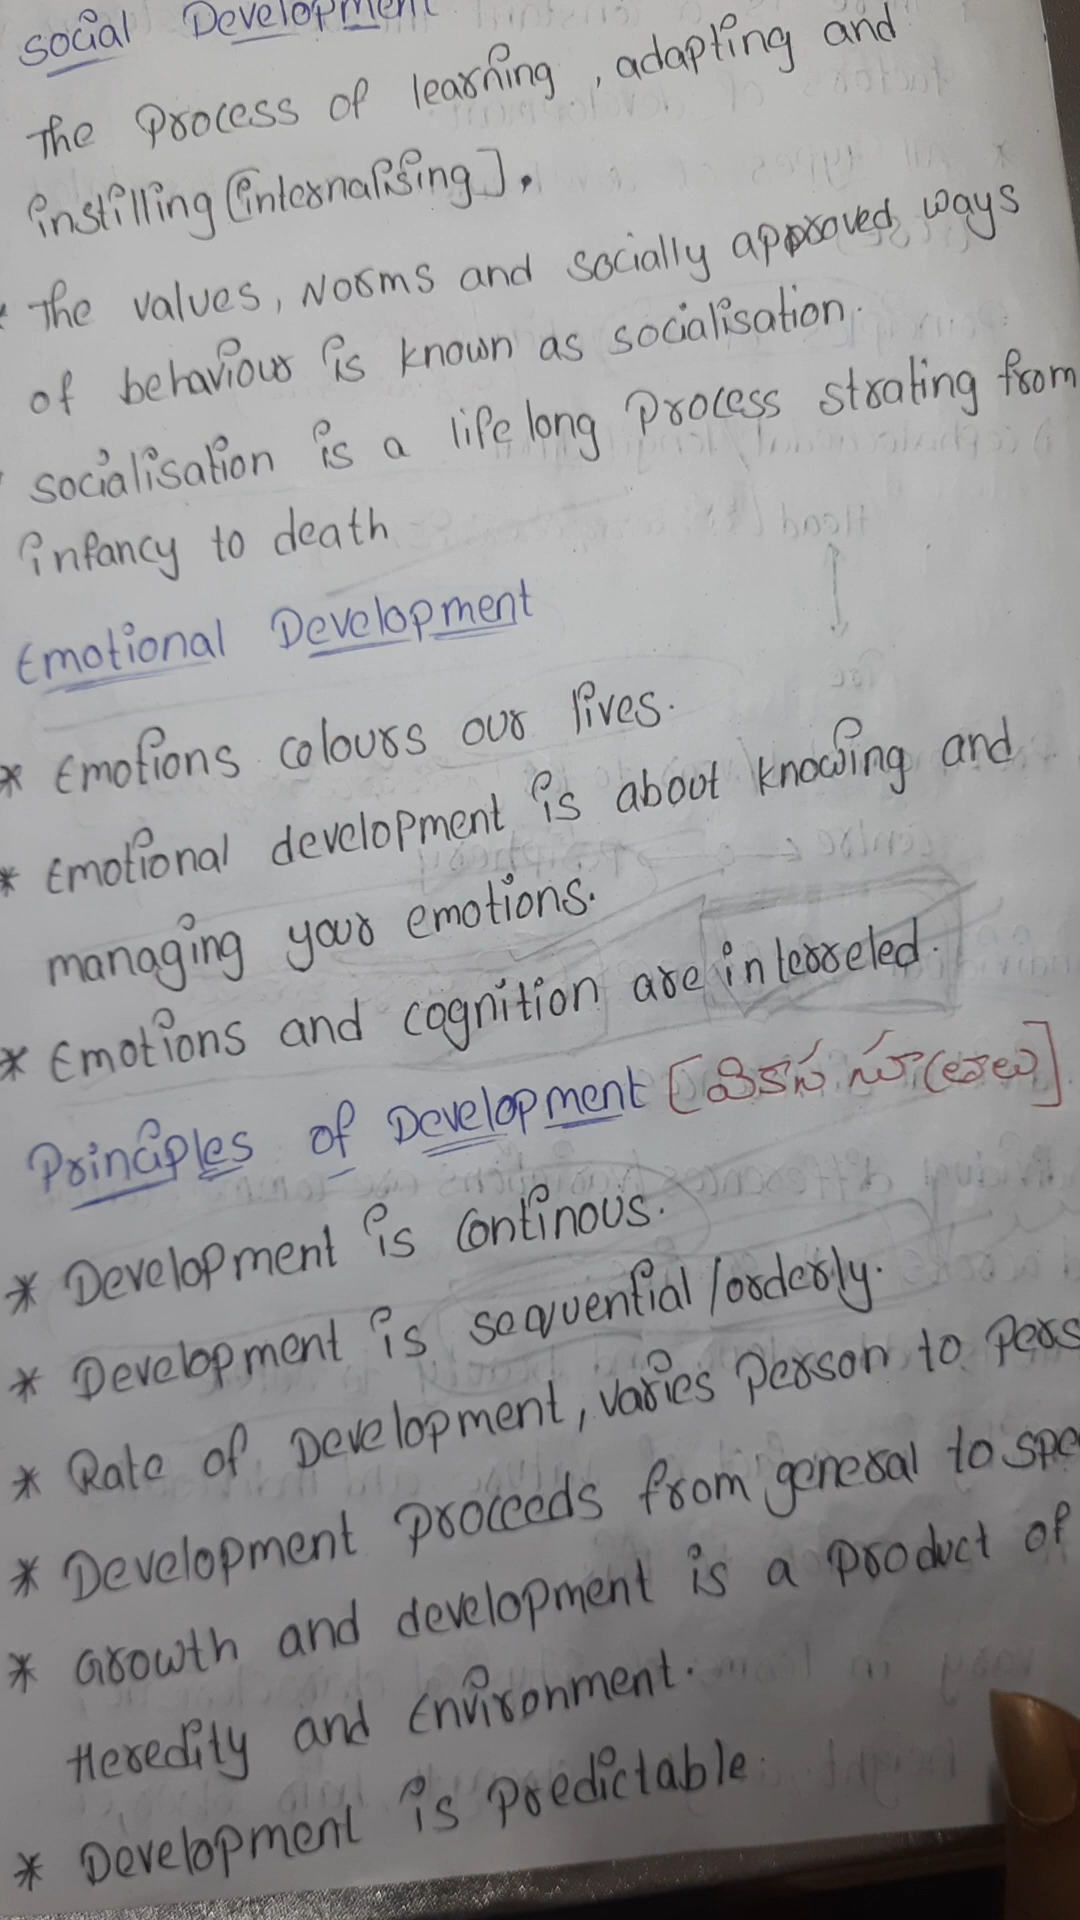 Social Development
The Process of learning, adapting and
instilling [internalising].
* The values, Norms and socially approved ways
of behaviour is known as socialisation.
socialisation is a life long Process strating from
infancy to death
Emotional Development
* Emotions colours our lives.
* Emotional development is about knowing and
managing your emotions.
* Emotions and cognition are interreled.
Principles of Development [ವಿಕಾಸ ಸೂತ್ರಗಳು]
* Development is Continous.
* Development is sequential/orderly.
* Rate of Development, varies Person to Pers
* Development proceeds from general to spe
* Growth and development is a product of
Heredity and Environment.
* Development is Predictable.